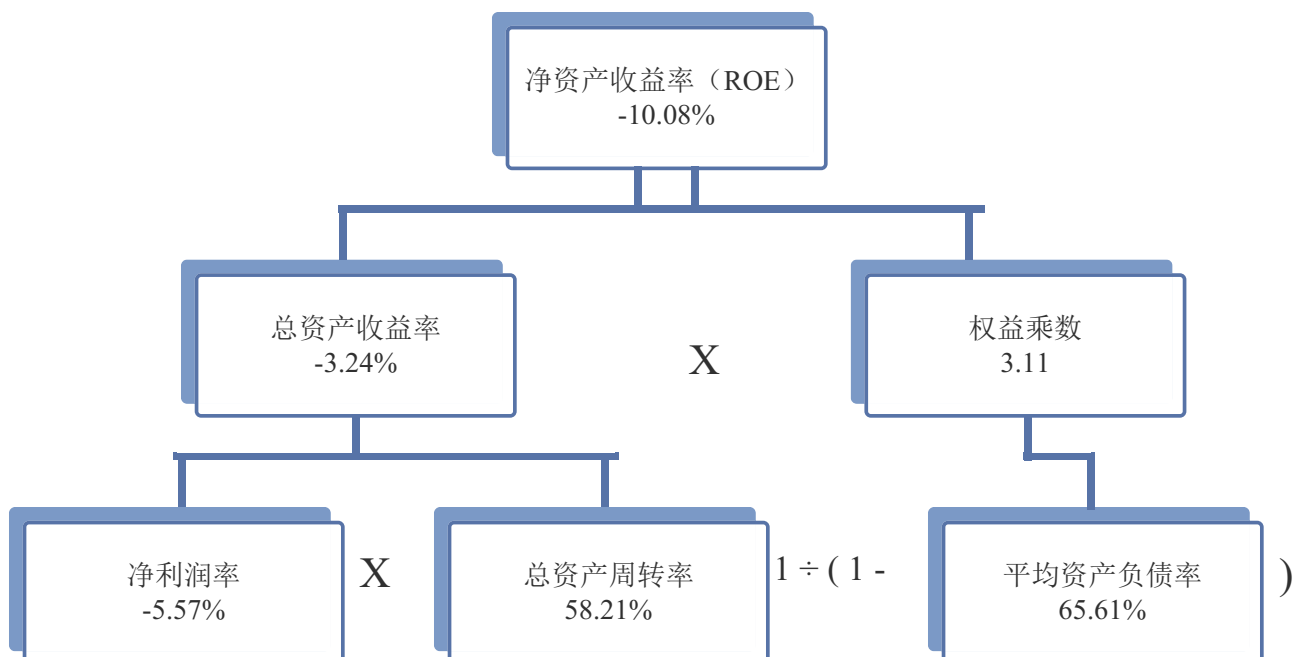 净资产收益率（ROE）
-10.08%
总资产收益率
-3.24%
X
权益乘数
3.11
净利润率
-5.57%
X
总资产周转率
58.21%
1 ÷ ( 1 -
平均资产负债率
65.61%
)